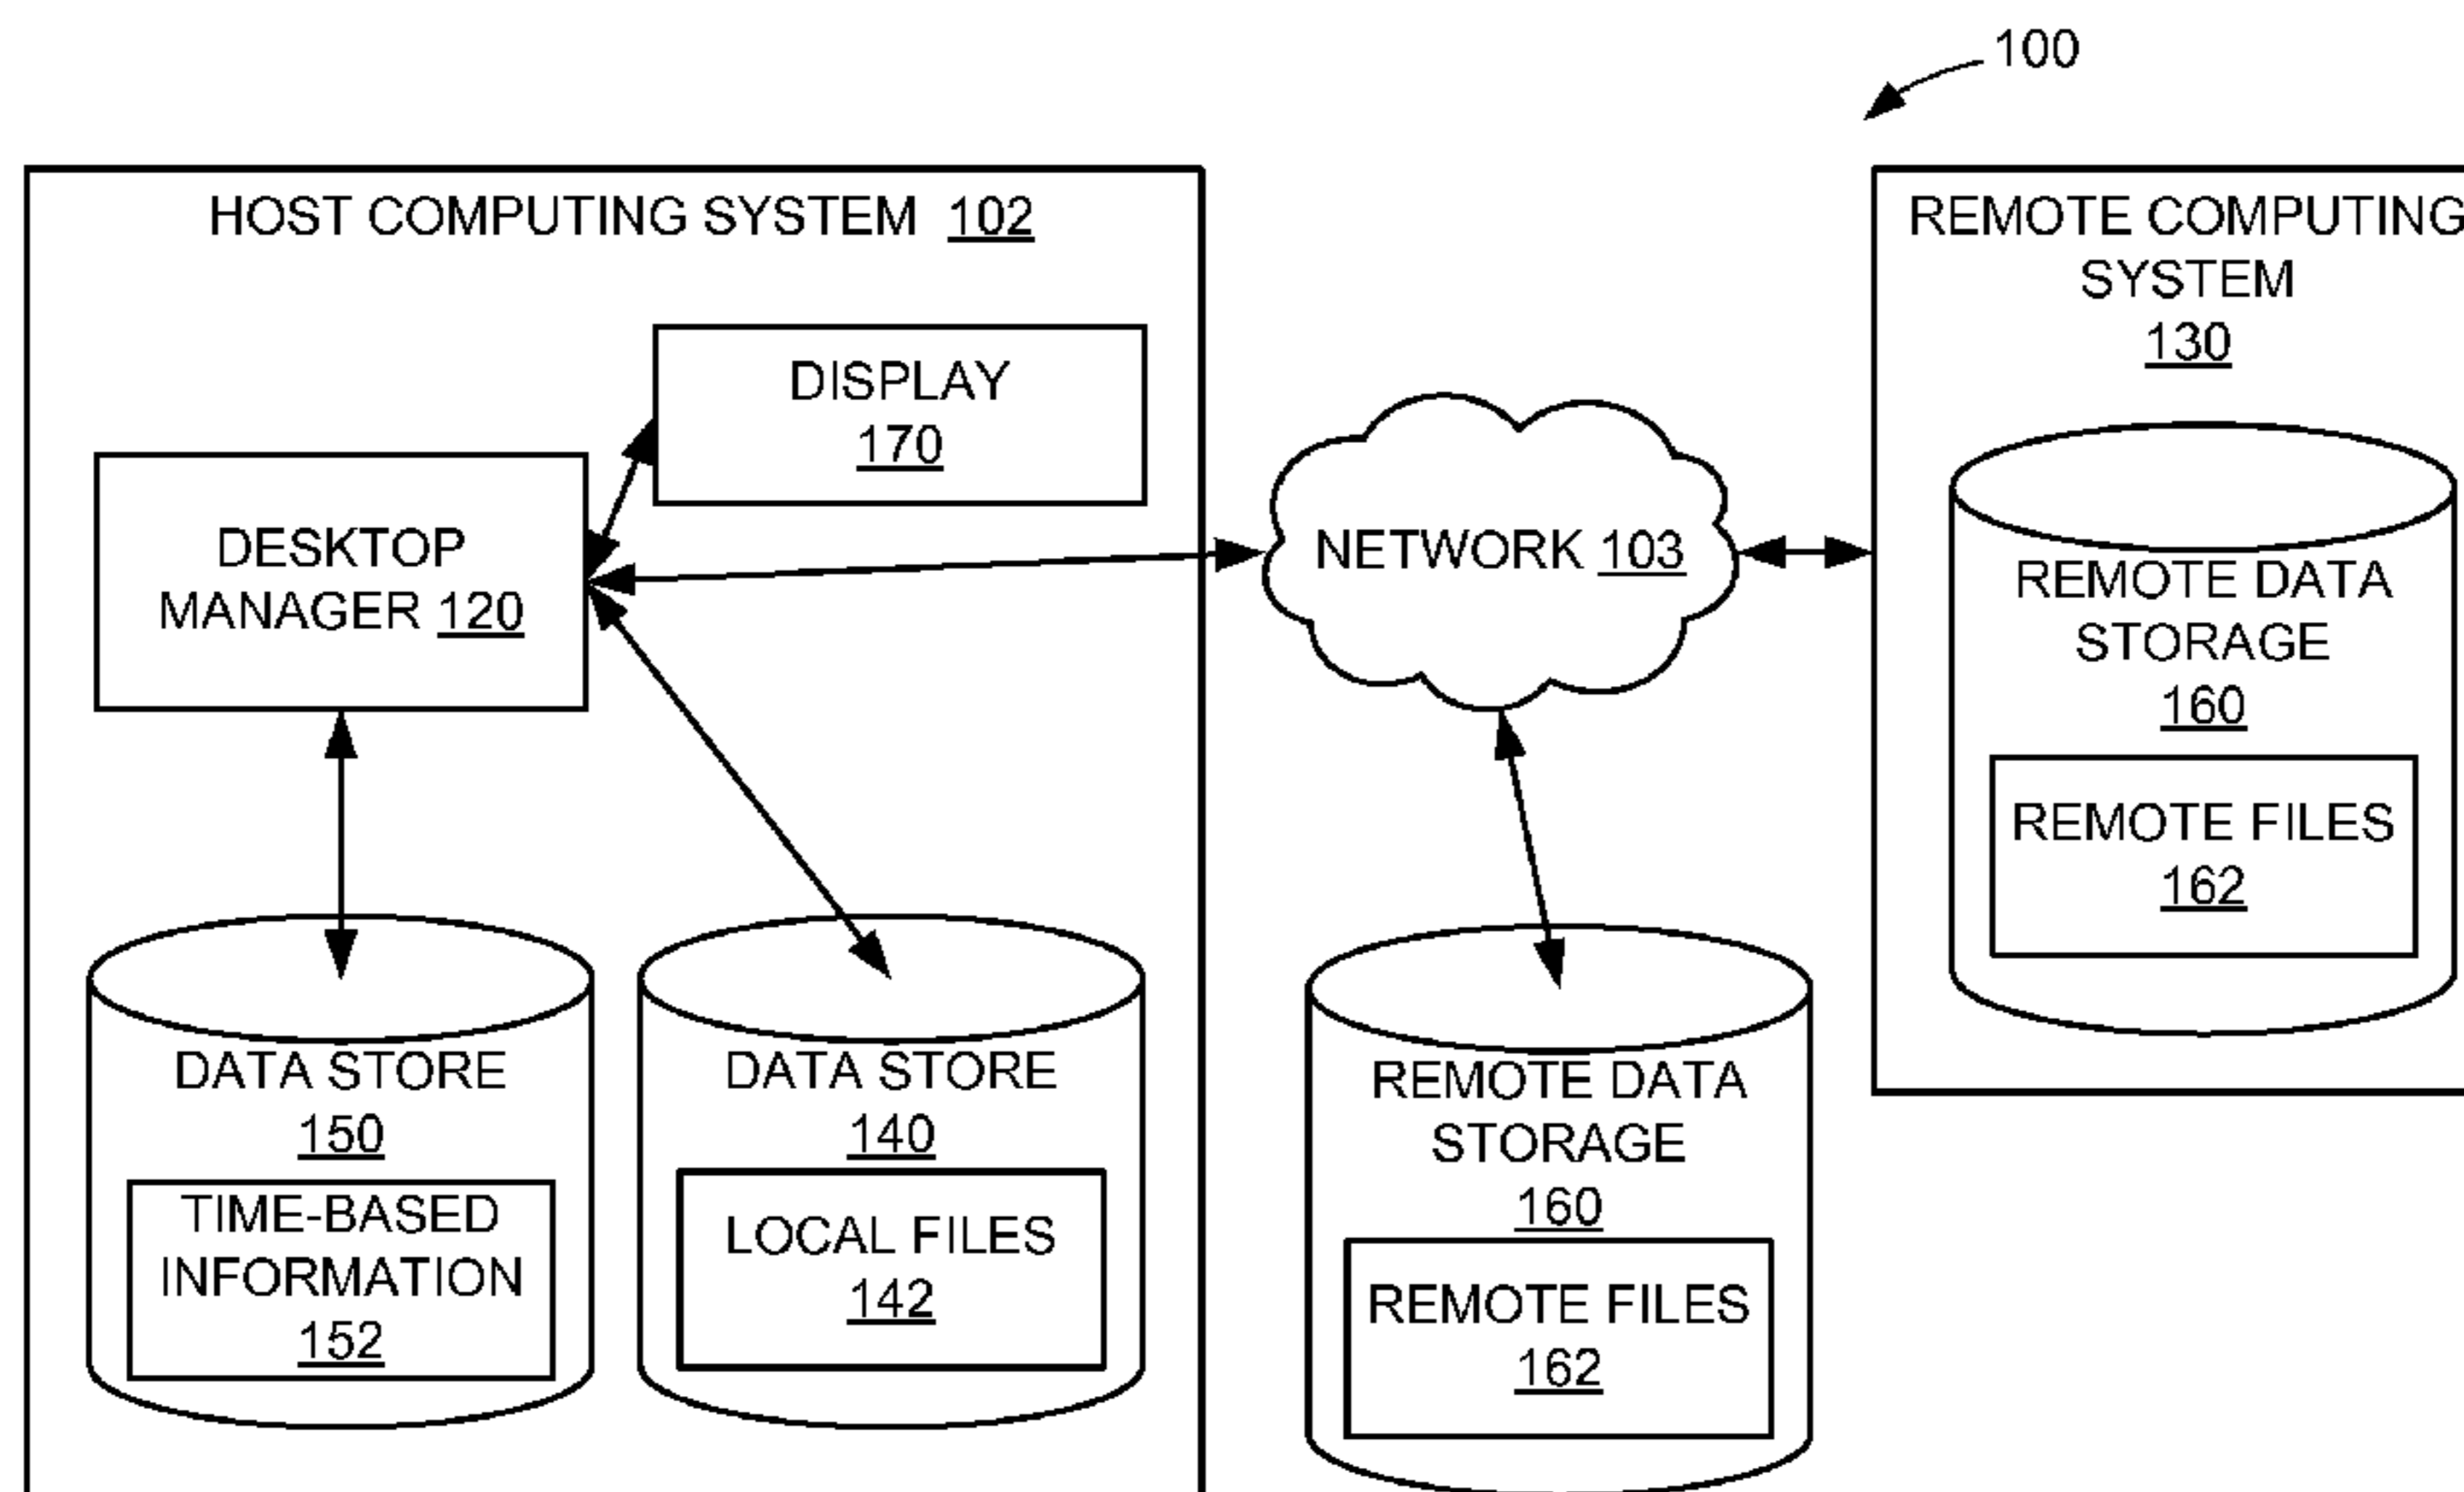 100
HOST COMPUTING SYSTEM 102
REMOTE COMPUTING
SYSTEM
130
DISPLAY
170
DESKTOP
MANAGER 120
NETWORK 103
REMOTE DATA
STORAGE
160
REMOTE FILES
162
DATA STORE
150
TIME-BASED
INFORMATION
152
DATA STORE
140
LOCAL FILES
142
REMOTE DATA
STORAGE
160
REMOTE FILES
162